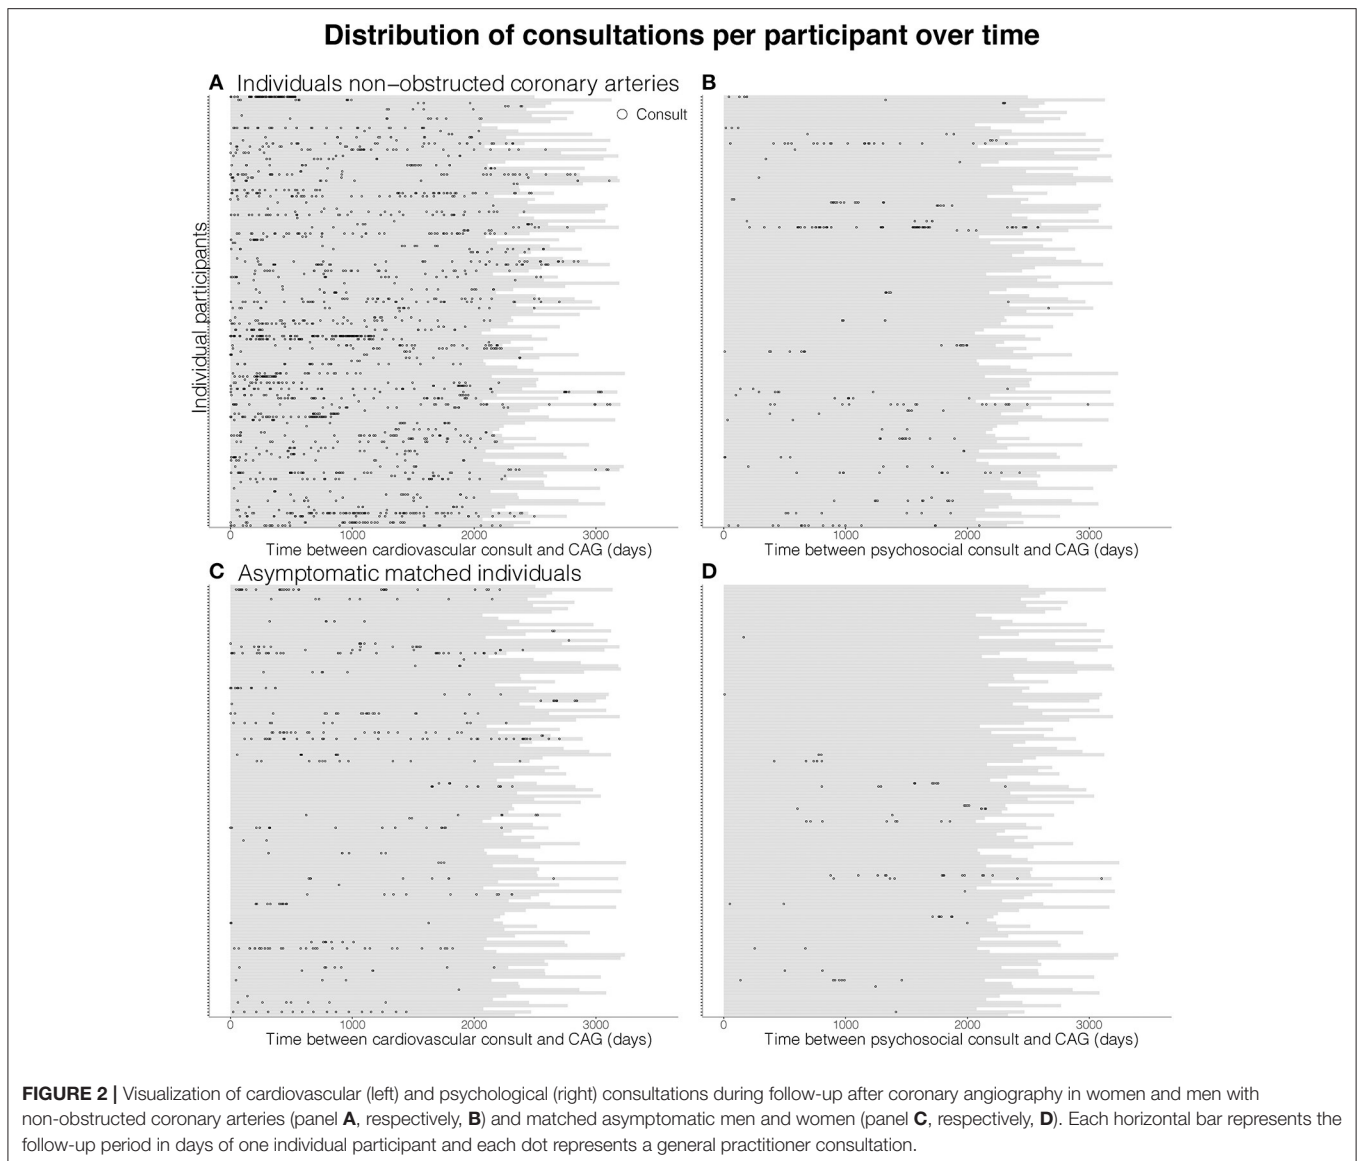 Distribution of consultations per participant over time
A Individuals non–obstructed coronary arteries
B
Consult
Individual participants
0 1000 2000 3000
Time between cardiovascular consult and CAG (days)
0 1000 2000 3000
Time between psychosocial consult and CAG (days)
C Asymptomatic matched individuals
D
0 1000 2000 3000
Time between cardiovascular consult and CAG (days)
0 1000 2000 3000
Time between psychosocial consult and CAG (days)
FIGURE 2 | Visualization of cardiovascular (left) and psychological (right) consultations during follow-up after coronary angiography in women and men with
non-obstructed coronary arteries (panel A, respectively, B) and matched asymptomatic men and women (panel C, respectively, D). Each horizontal bar represents the
follow-up period in days of one individual participant and each dot represents a general practitioner consultation.